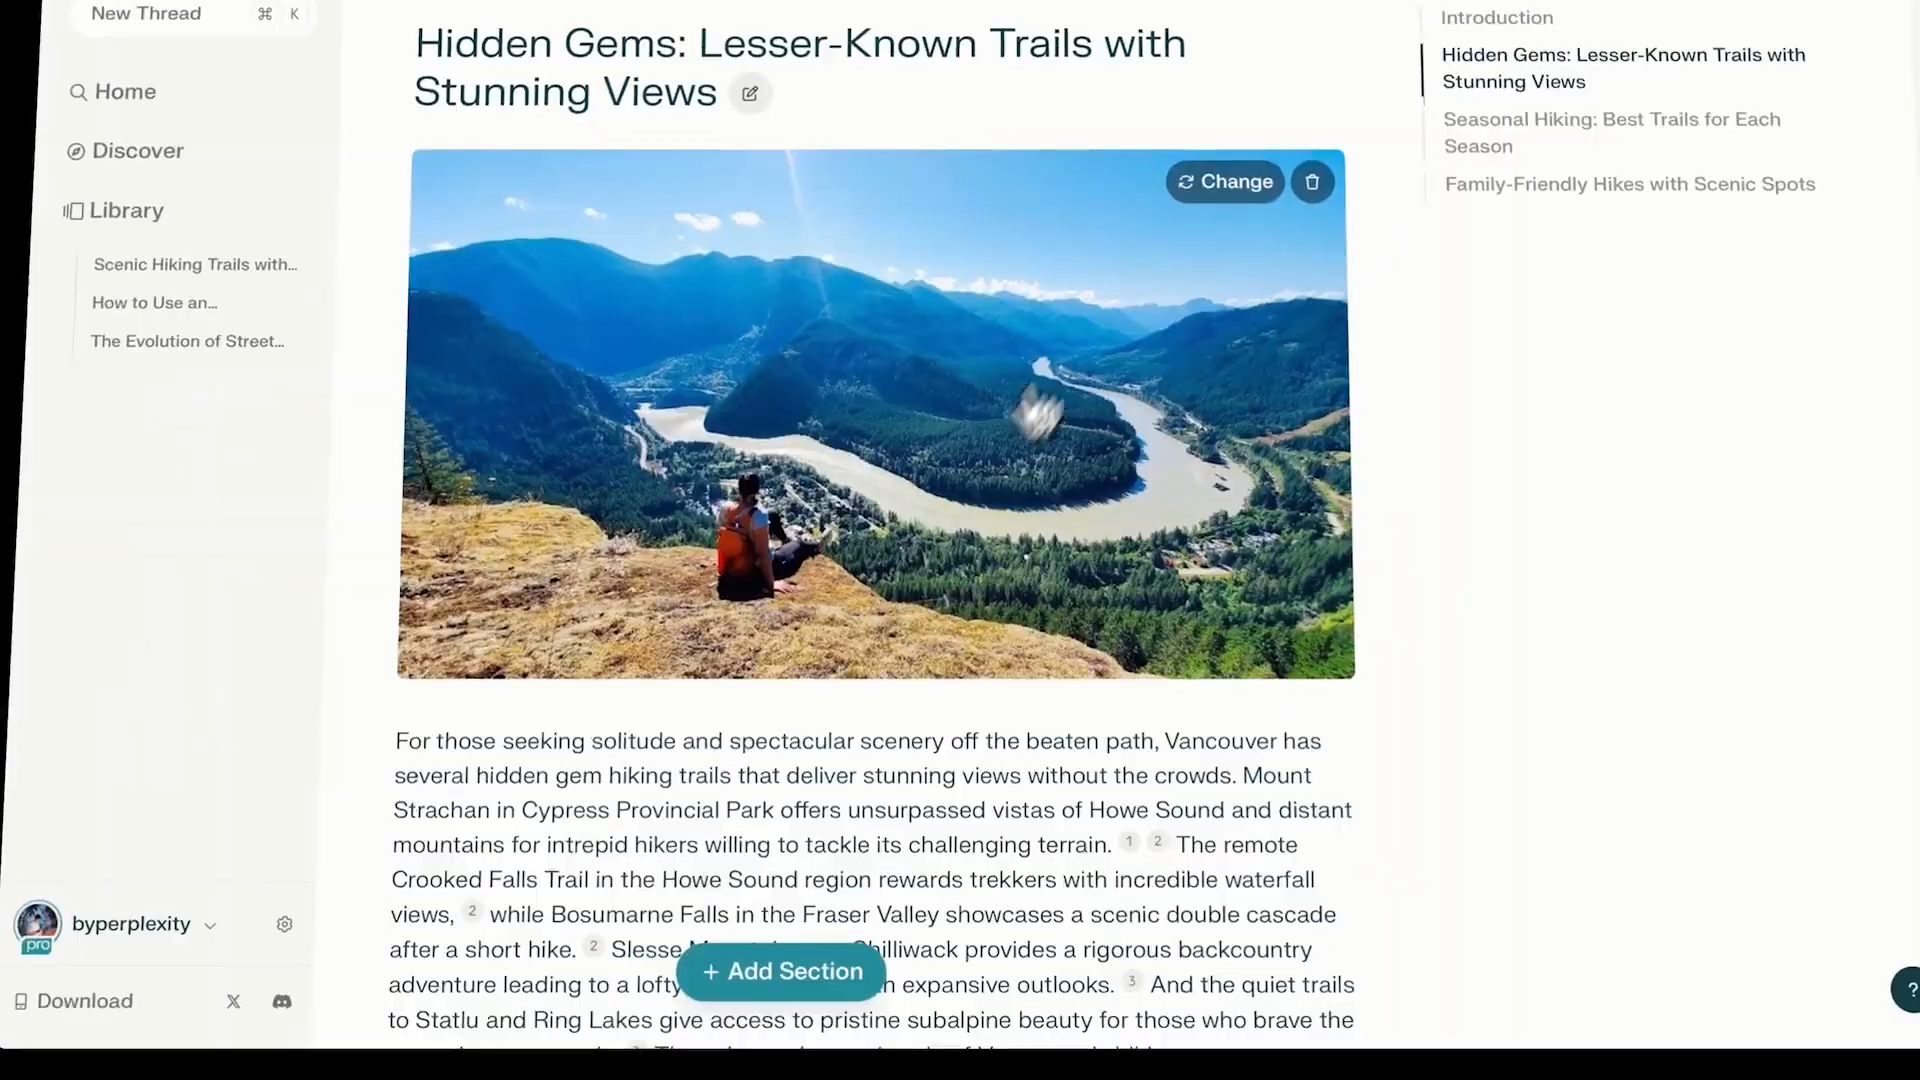 New Thread ⌘ K
Home
Discover
Library
Scenic Hiking Trails with...
How to Use an...
The Evolution of Street...
byperplexity
pro
Download
Hidden Gems: Lesser-Known Trails with
Stunning Views
Change
For those seeking solitude and spectacular scenery off the beaten path, Vancouver has
several hidden gem hiking trails that deliver stunning views without the crowds. Mount
Strachan in Cypress Provincial Park offers unsurpassed vistas of Howe Sound and distant
mountains for intrepid hikers willing to tackle its challenging terrain. 1 2 The remote
Crooked Falls Trail in the Howe Sound region rewards trekkers with incredible waterfall
views, 2 while Bosumarne Falls in the Fraser Valley showcases a scenic double cascade
after a short hike. 2 Slesse hilliwack provides a rigorous backcountry
adventure leading to a lofty n expansive outlooks. 3 And the quiet trails
to Statlu and Ring Lakes give access to pristine subalpine beauty for those who brave the
+ Add Section
Introduction
Hidden Gems: Lesser-Known Trails with
Stunning Views
Seasonal Hiking: Best Trails for Each
Season
Family-Friendly Hikes with Scenic Spots
?